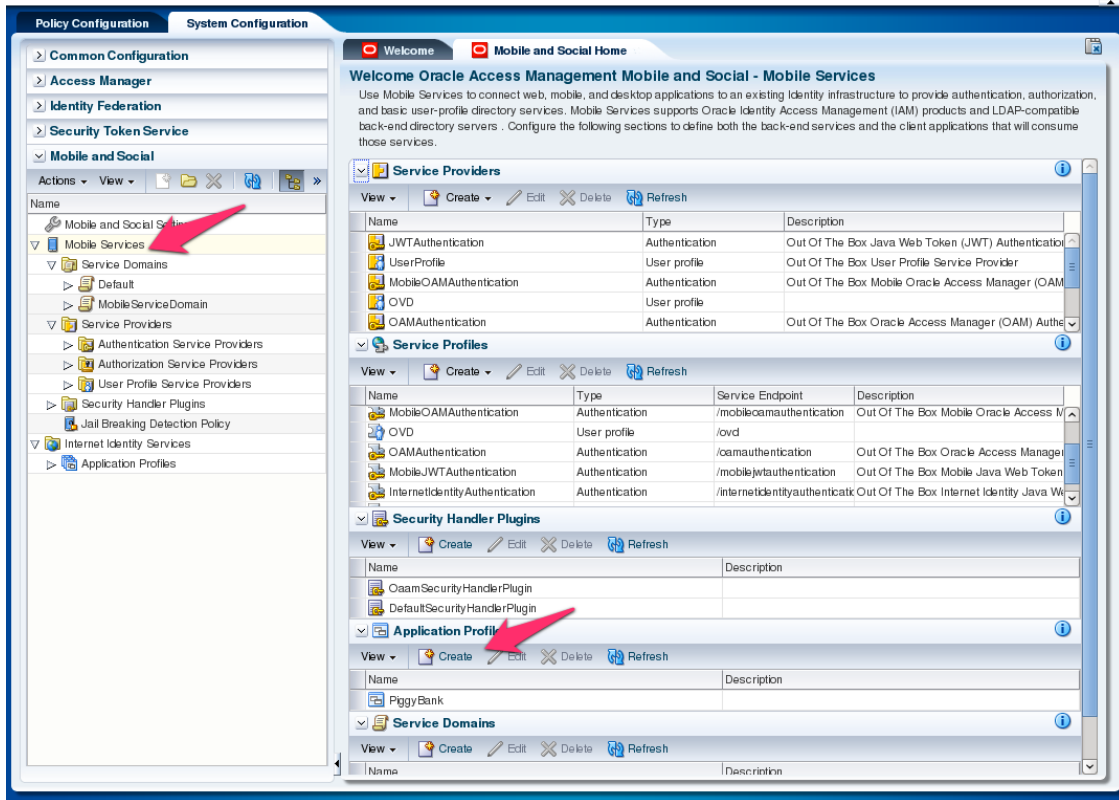 Policy Configuration System Configuration
Common Configuration
Access Manager
Identity Federation
Security Token Service
Mobile and Social
Actions View »
Name
Mobile and Social
Mobile Services
Service Domains
Default
MobileServiceDomain
Service Providers
Authentication Service Providers
Authorization Service Providers
User Profile Service Providers
Security Handler Plugins
Jail Breaking Detection Policy
Internet Identity Services
Application Profiles
Welcome Mobile and Social Home
Welcome Oracle Access Management Mobile and Social - Mobile Services
Use Mobile Services to connect web, mobile, and desktop applications to an existing Identity infrastructure to provide authentication, authorization,
and basic user-profile directory services. Mobile Services supports Oracle Identity Access Management (IAM) products and LDAP-compatible
back-end directory servers . Configure the following sections to define both the back-end services and the client applications that will consume
those services.
Service Providers
View Create Edit Delete Refresh
Name Type Description
JWTAuthentication Authentication Out Of The Box Java Web Token (JWT) Authentication
UserProfile User profile Out Of The Box User Profile Service Provider
MobileOAMAuthentication Authentication Out Of The Box Mobile Oracle Access Manager (OAM
OVD User profile
OAMAuthentication Authentication Out Of The Box Oracle Access Manager (OAM) Authe
Service Profiles
View Create Edit Delete Refresh
Name Type Service Endpoint Description
MobileOAMAuthentication Authentication /mobileoamauthentication Out Of The Box Mobile Oracle Access M
OVD User profile /ovd
OAMAuthentication Authentication /oamauthentication Out Of The Box Oracle Access Manager
MobileJWTAuthentication Authentication /mobilejwtauthentication Out Of The Box Mobile Java Web Token
InternetIdentityAuthentication Authentication /internetidentityauthenticatic Out Of The Box Internet Identity Java We
Security Handler Plugins
View Create Edit Delete Refresh
Name Description
OaamSecurityHandlerPlugin
DefaultSecurityHandlerPlugin
Application Profile
View Create Edit Delete Refresh
Name Description
PiggyBank
Service Domains
View Create Edit Delete Refresh
Name Description